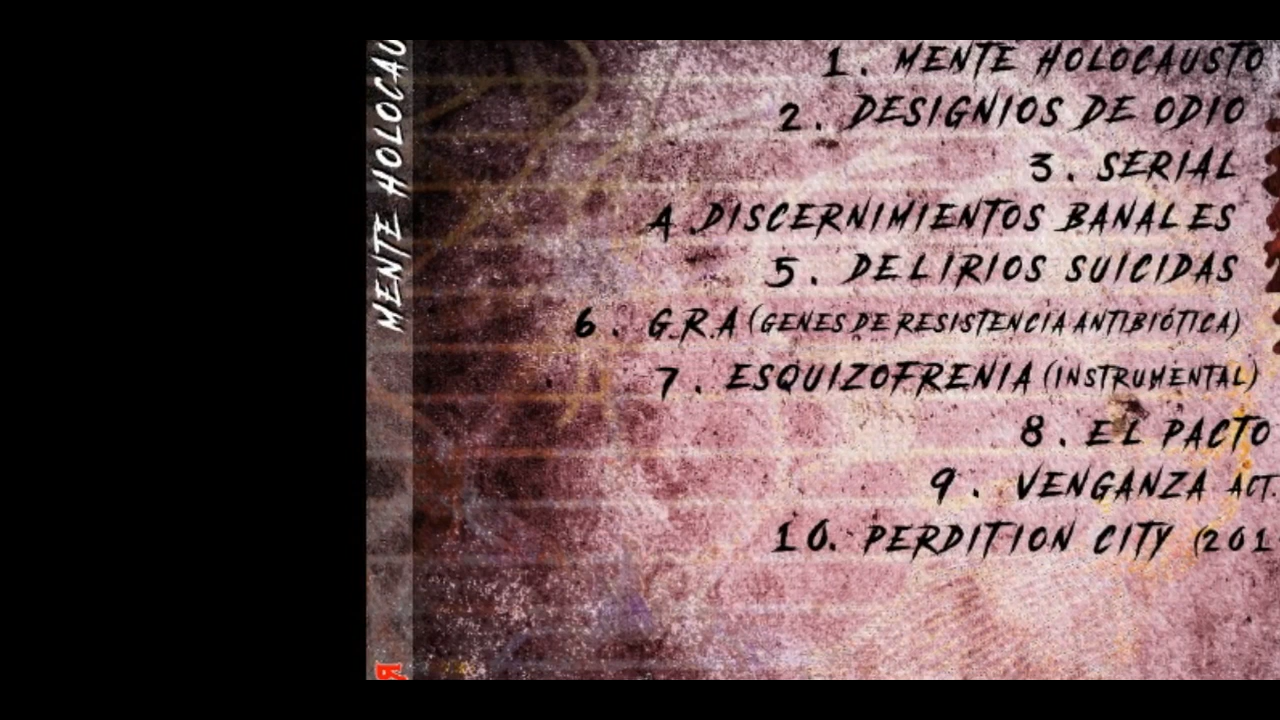 MENTE HOLOCAU
1. MENTE HOLOCAUSTO
2. DESIGNIOS DE ODIO
3. SERIAL
4 .DISCERNIMIENTOS BANALES
5. DELIRIOS SUICIDAS
6. G.R.A (GENES DE RESISTENCIA ANTIBIÓTICA)
7. ESQUIZOFRENIA (INSTRUMENTAL)
8. EL PACTO
9. VENGANZA ACT.
10. PERDITION CITY (201